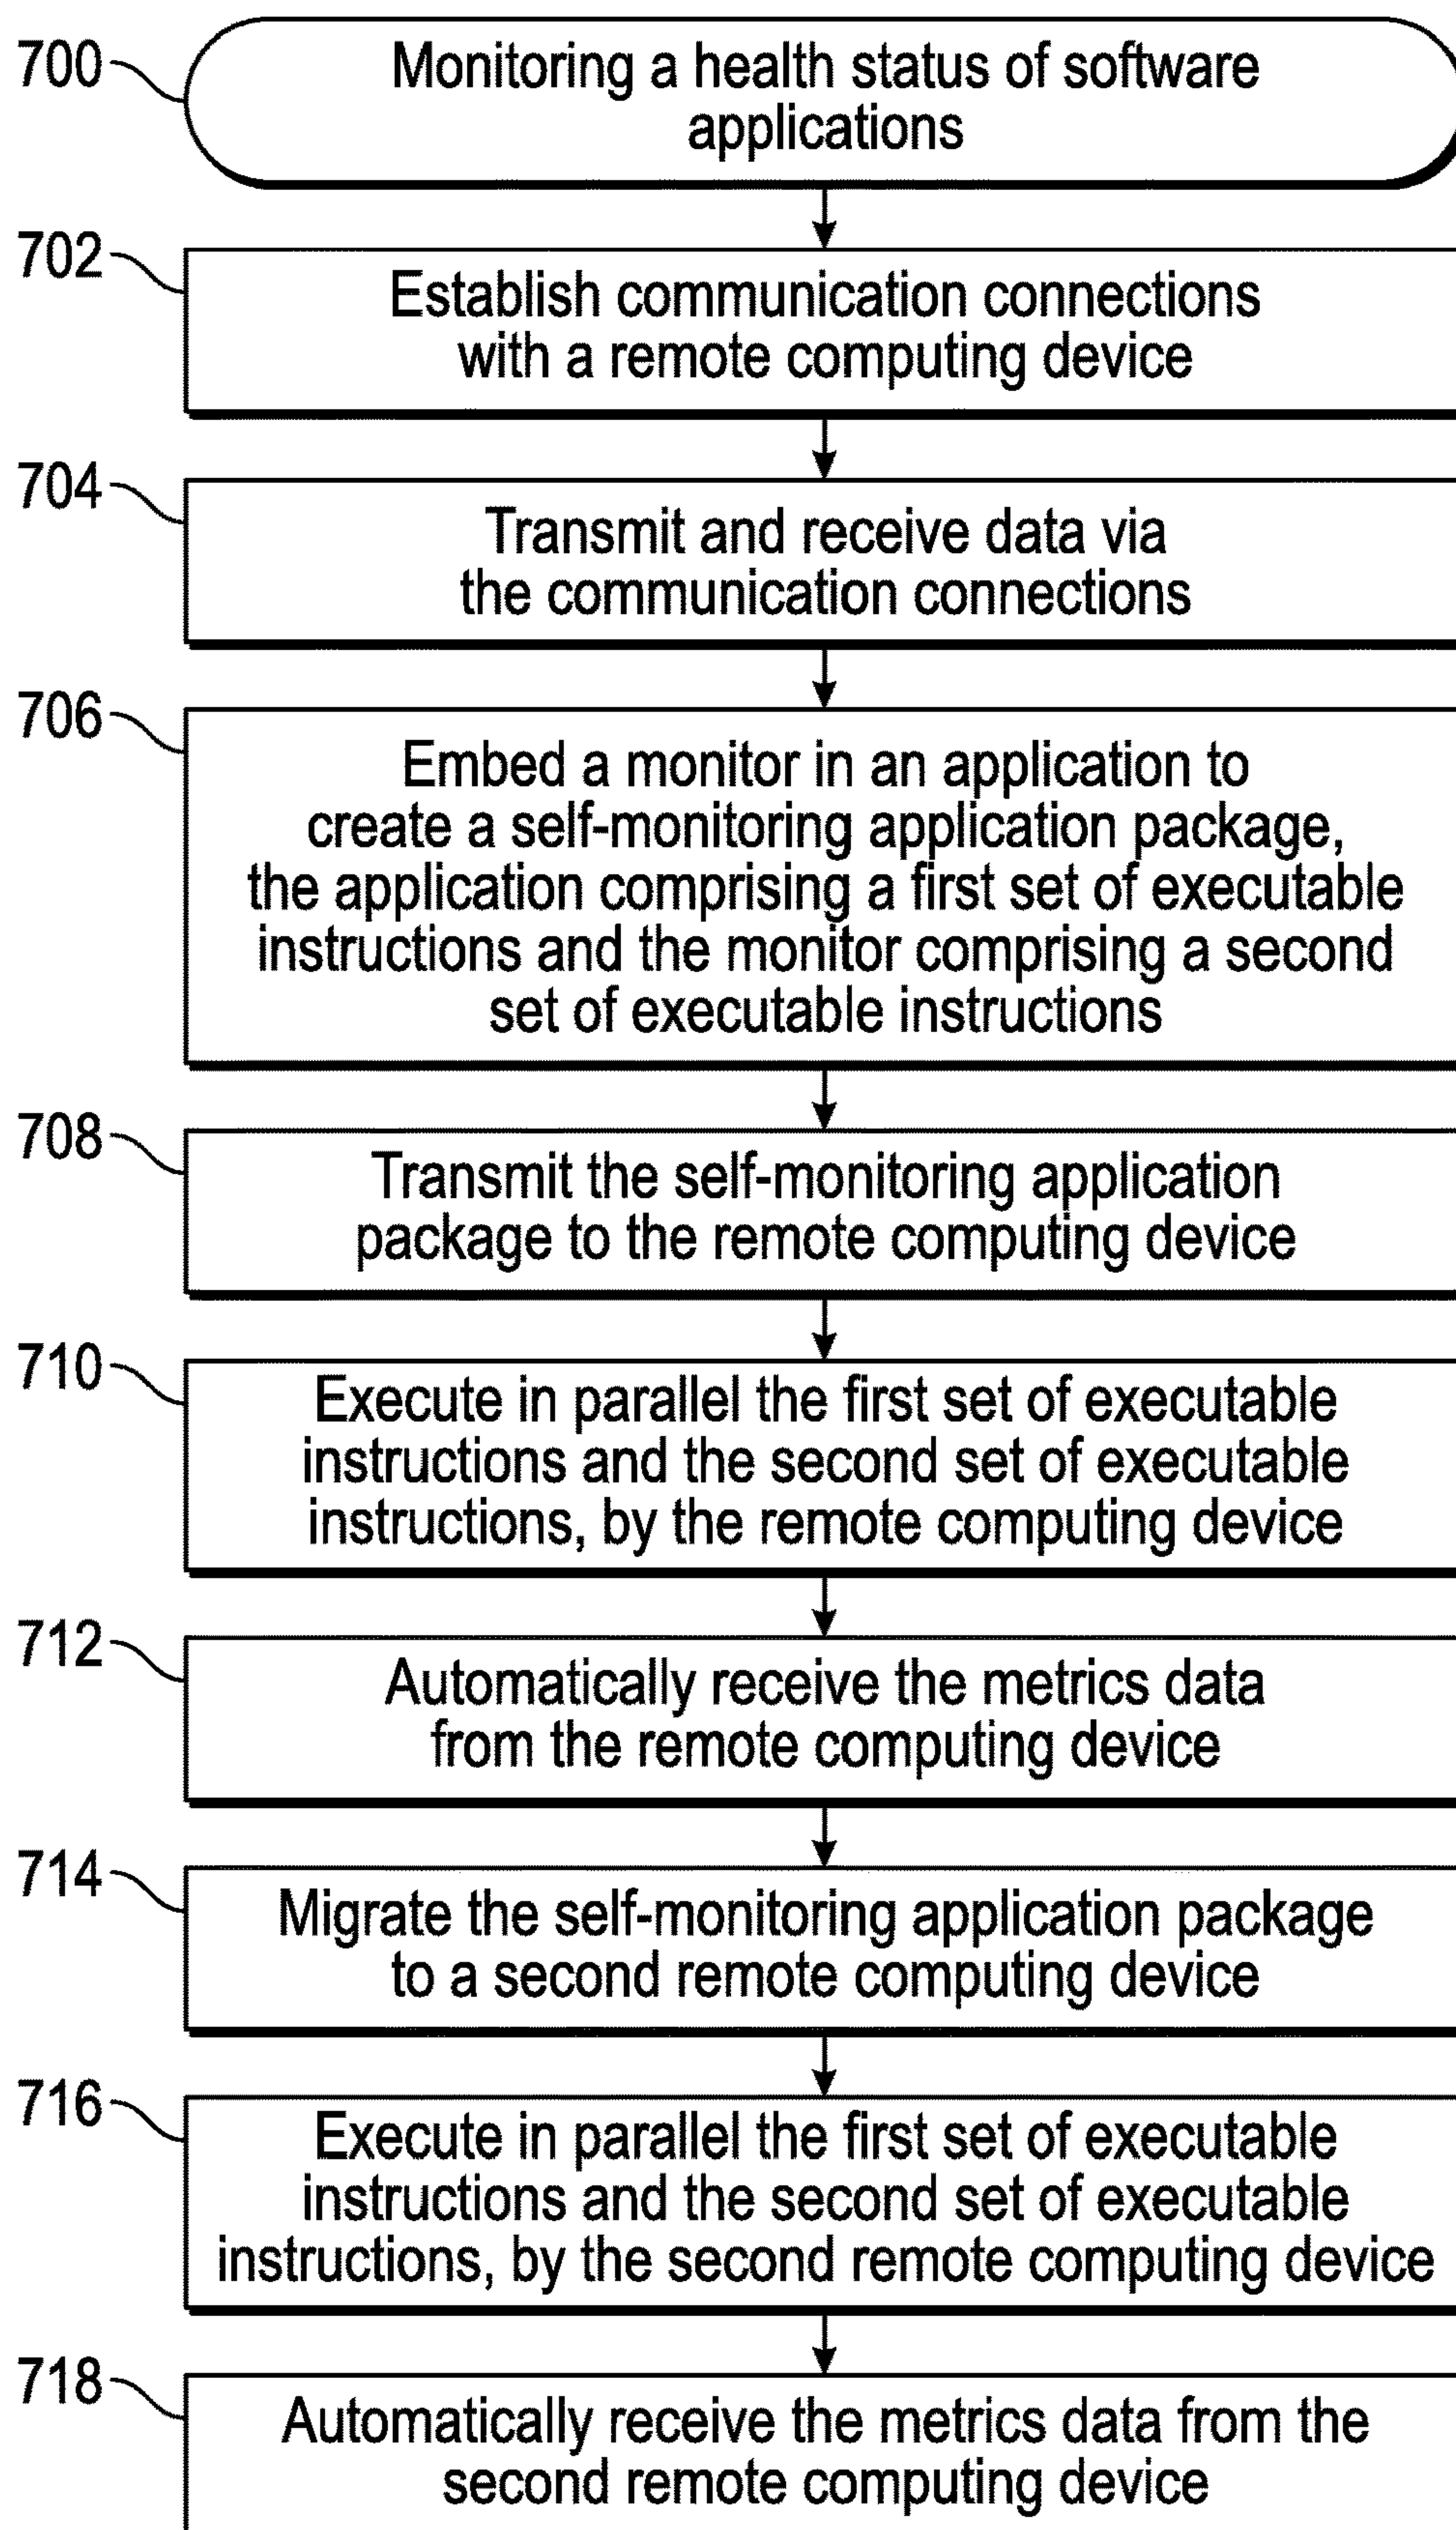 700
Monitoring a health status of software
applications
702
Establish communication connections
with a remote computing device
704
Transmit and receive data via
the communication connections
706
Embed a monitor in an application to
create a self-monitoring application package,
the application comprising a first set of executable
instructions and the monitor comprising a second
set of executable instructions
708
Transmit the self-monitoring application
package to the remote computing device
710
Execute in parallel the first set of executable
instructions and the second set of executable
instructions, by the remote computing device
712
Automatically receive the metrics data
from the remote computing device
714
Migrate the self-monitoring application package
to a second remote computing device
716
Execute in parallel the first set of executable
instructions and the second set of executable
instructions, by the second remote computing device
718
Automatically receive the metrics data from the
second remote computing device